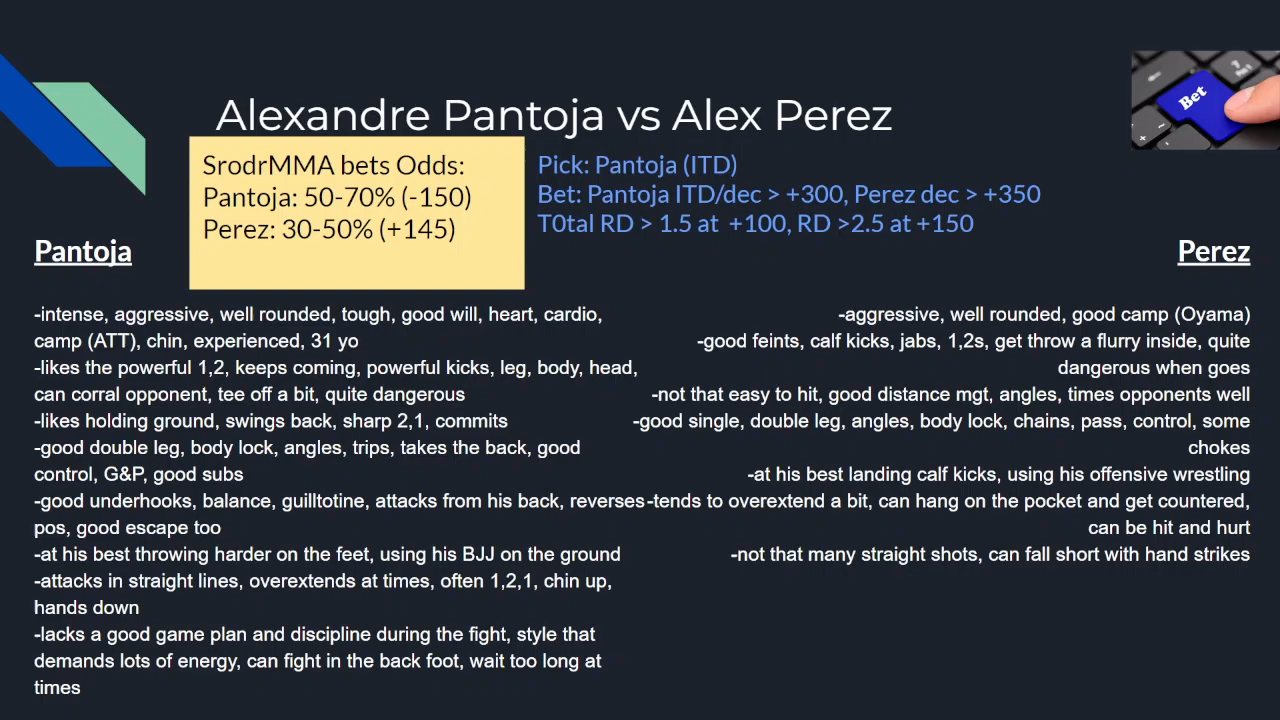 Alexandre Pantoja vs Alex Perez
Bet
SrodrMMA bets Odds:
Pantoja: 50-70% (-150)
Perez: 30-50% (+145)
Pick: Pantoja (ITD)
Bet: Pantoja ITD/dec > +300, Perez dec > +350
T0tal RD > 1.5 at +100, RD >2.5 at +150
Pantoja
-intense, aggressive, well rounded, tough, good will, heart, cardio,
camp (ATT), chin, experienced, 31 yo
-likes the powerful 1,2, keeps coming, powerful kicks, leg, body, head,
can corral opponent, tee off a bit, quite dangerous
-likes holding ground, swings back, sharp 2,1, commits
-good double leg, body lock, angles, trips, takes the back, good
control, G&P, good subs
-good underhooks, balance, guilltotine, attacks from his back, reverses
pos, good escape too
-at his best throwing harder on the feet, using his BJJ on the ground
-attacks in straight lines, overextends at times, often 1,2,1, chin up,
hands down
-lacks a good game plan and discipline during the fight, style that
demands lots of energy, can fight in the back foot, wait too long at
times
Perez
-aggressive, well rounded, good camp (Oyama)
-good feints, calf kicks, jabs, 1,2s, get throw a flurry inside, quite
dangerous when goes
-not that easy to hit, good distance mgt, angles, times opponents well
-good single, double leg, angles, body lock, chains, pass, control, some
chokes
-at his best landing calf kicks, using his offensive wrestling
-tends to overextend a bit, can hang on the pocket and get countered,
can be hit and hurt
-not that many straight shots, can fall short with hand strikes